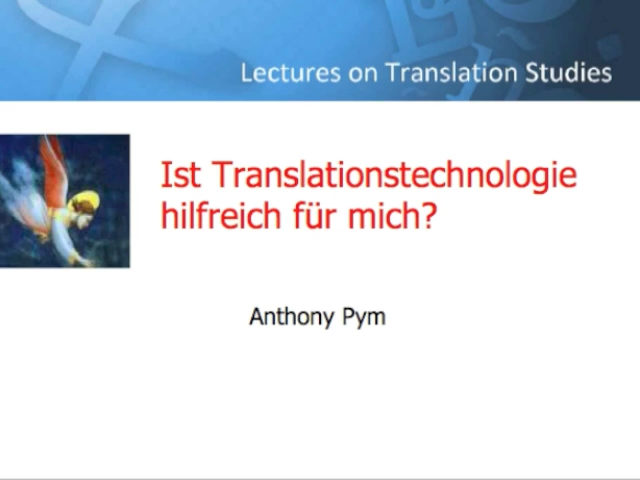 Lectures on Translation Studies
Ist Translationstechnologie
hilfreich für mich?
Anthony Pym